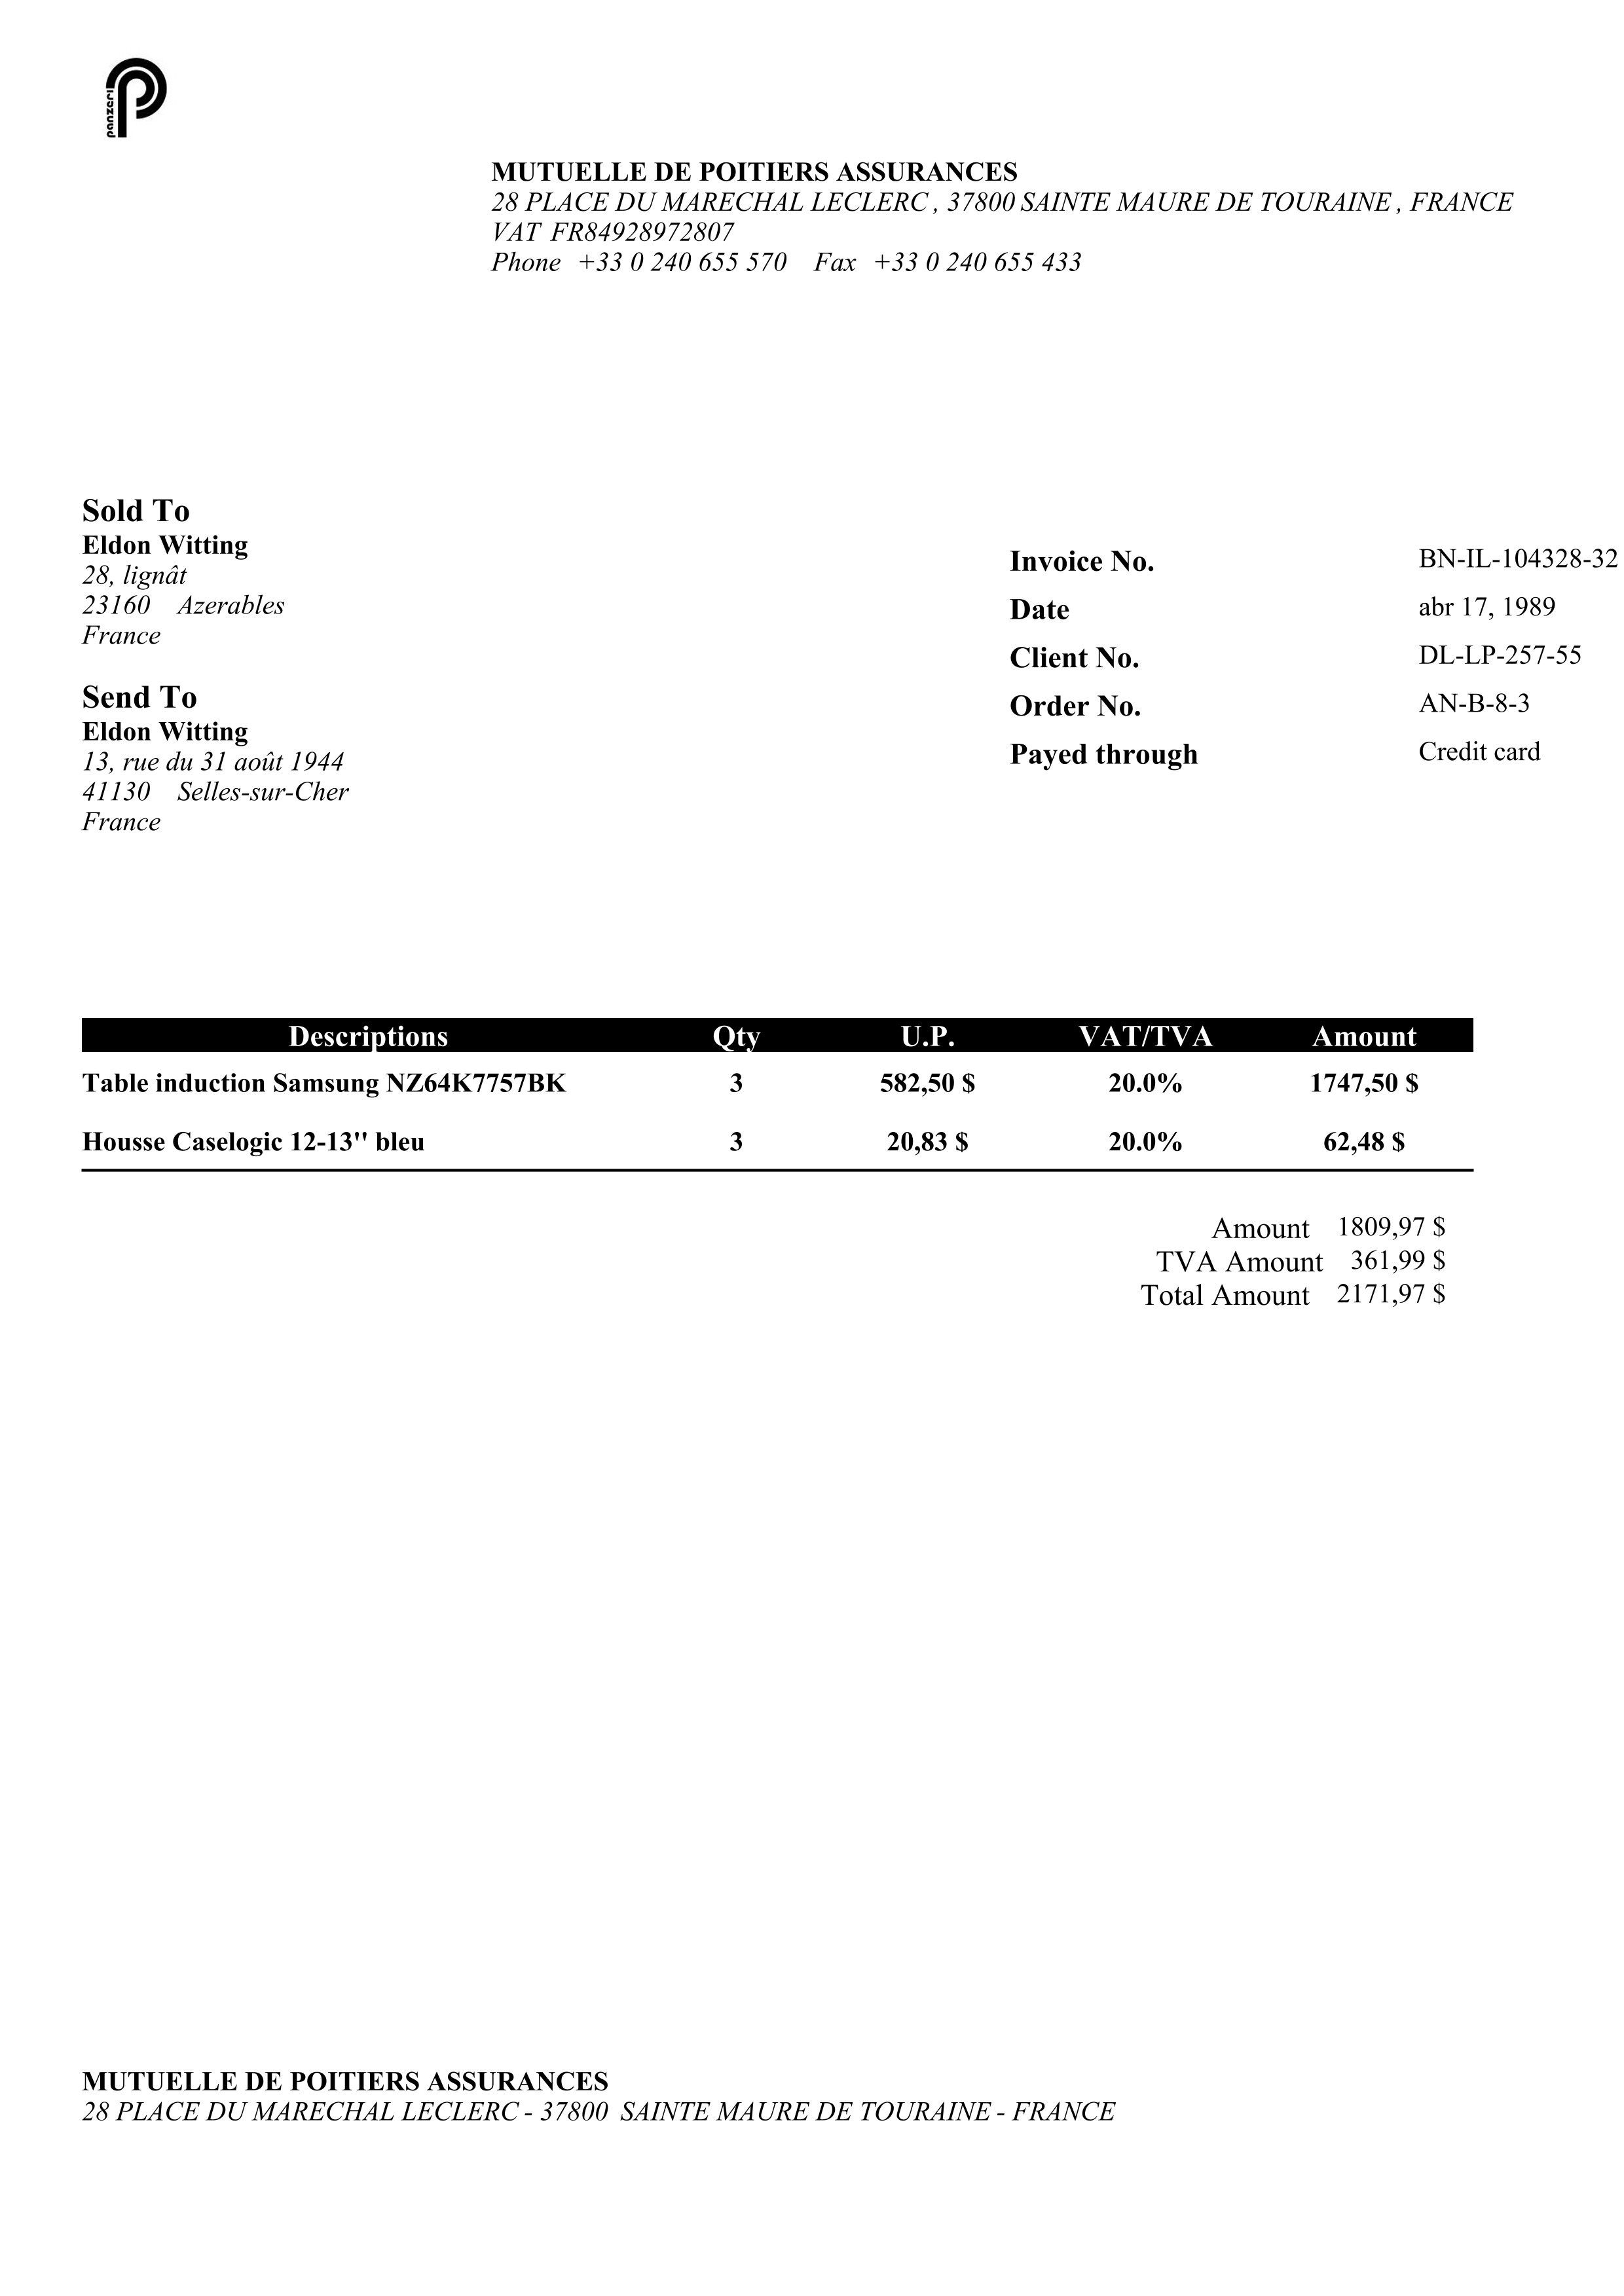 panzeri
MUTUELLE DE POITIERS ASSURANCES
28 PLACE DU MARECHAL LECLERC , 37800 SAINTE MAURE DE TOURAINE , FRANCE
VAT FR84928972807
Phone +33 0 240 655 570 Fax +33 0 240 655 433
Sold To
Eldon Witting
28, lignât
23160 Azerables
France
Send To
Eldon Witting
13, rue du 31 août 1944
41130 Selles-sur-Cher
France
Invoice No. BN-IL-104328-32
Date abr 17, 1989
Client No. DL-LP-257-55
Order No. AN-B-8-3
Payed through Credit card
Descriptions Qty U.P. VAT/TVA Amount
Table induction Samsung NZ64K7757BK 3 582,50 $ 20.0% 1747,50 $
Housse Caselogic 12-13'' bleu 3 20,83 $ 20.0% 62,48 $
Amount 1809,97 $
TVA Amount 361,99 $
Total Amount 2171,97 $
MUTUELLE DE POITIERS ASSURANCES
28 PLACE DU MARECHAL LECLERC - 37800 SAINTE MAURE DE TOURAINE - FRANCE